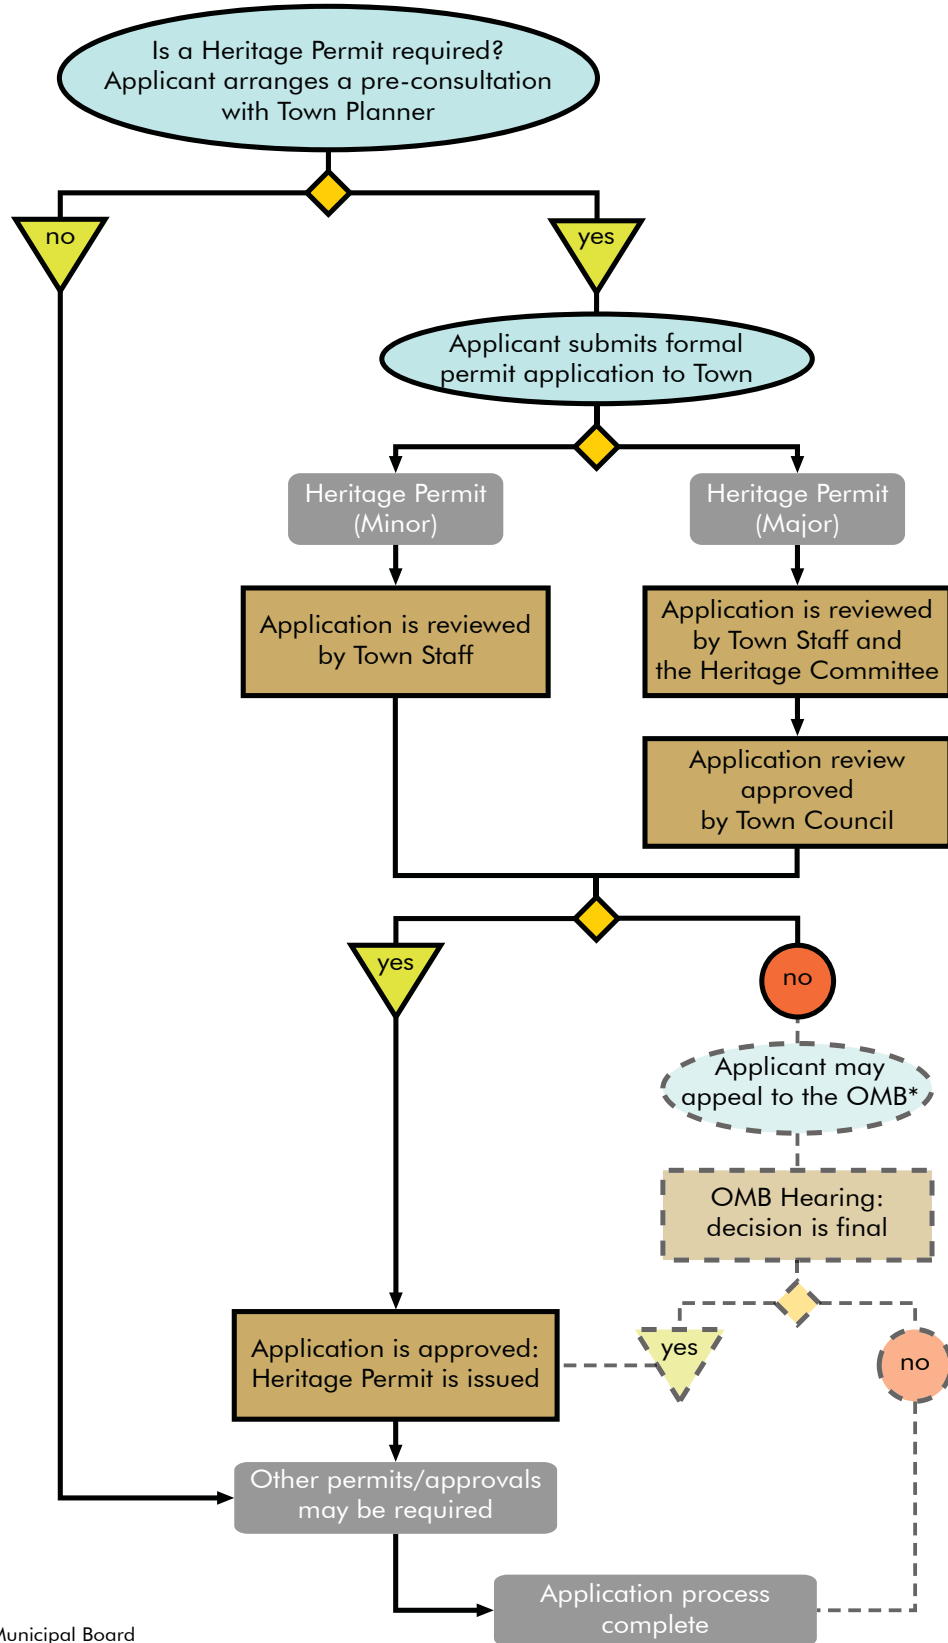 Is a Heritage Permit required?
Applicant arranges a pre-consultation
with Town Planner
no
yes
Applicant submits formal
permit application to Town
Heritage Permit
(Minor)
Heritage Permit
(Major)
Application is reviewed
by Town Staff
Application is reviewed
by Town Staff and
the Heritage Committee
Application review
approved
by Town Council
yes
no
Applicant may
appeal to the OMB*
OMB Hearing:
decision is final
yes
no
Application is approved:
Heritage Permit is issued
Other permits/approvals
may be required
Application process
complete
Municipal Board